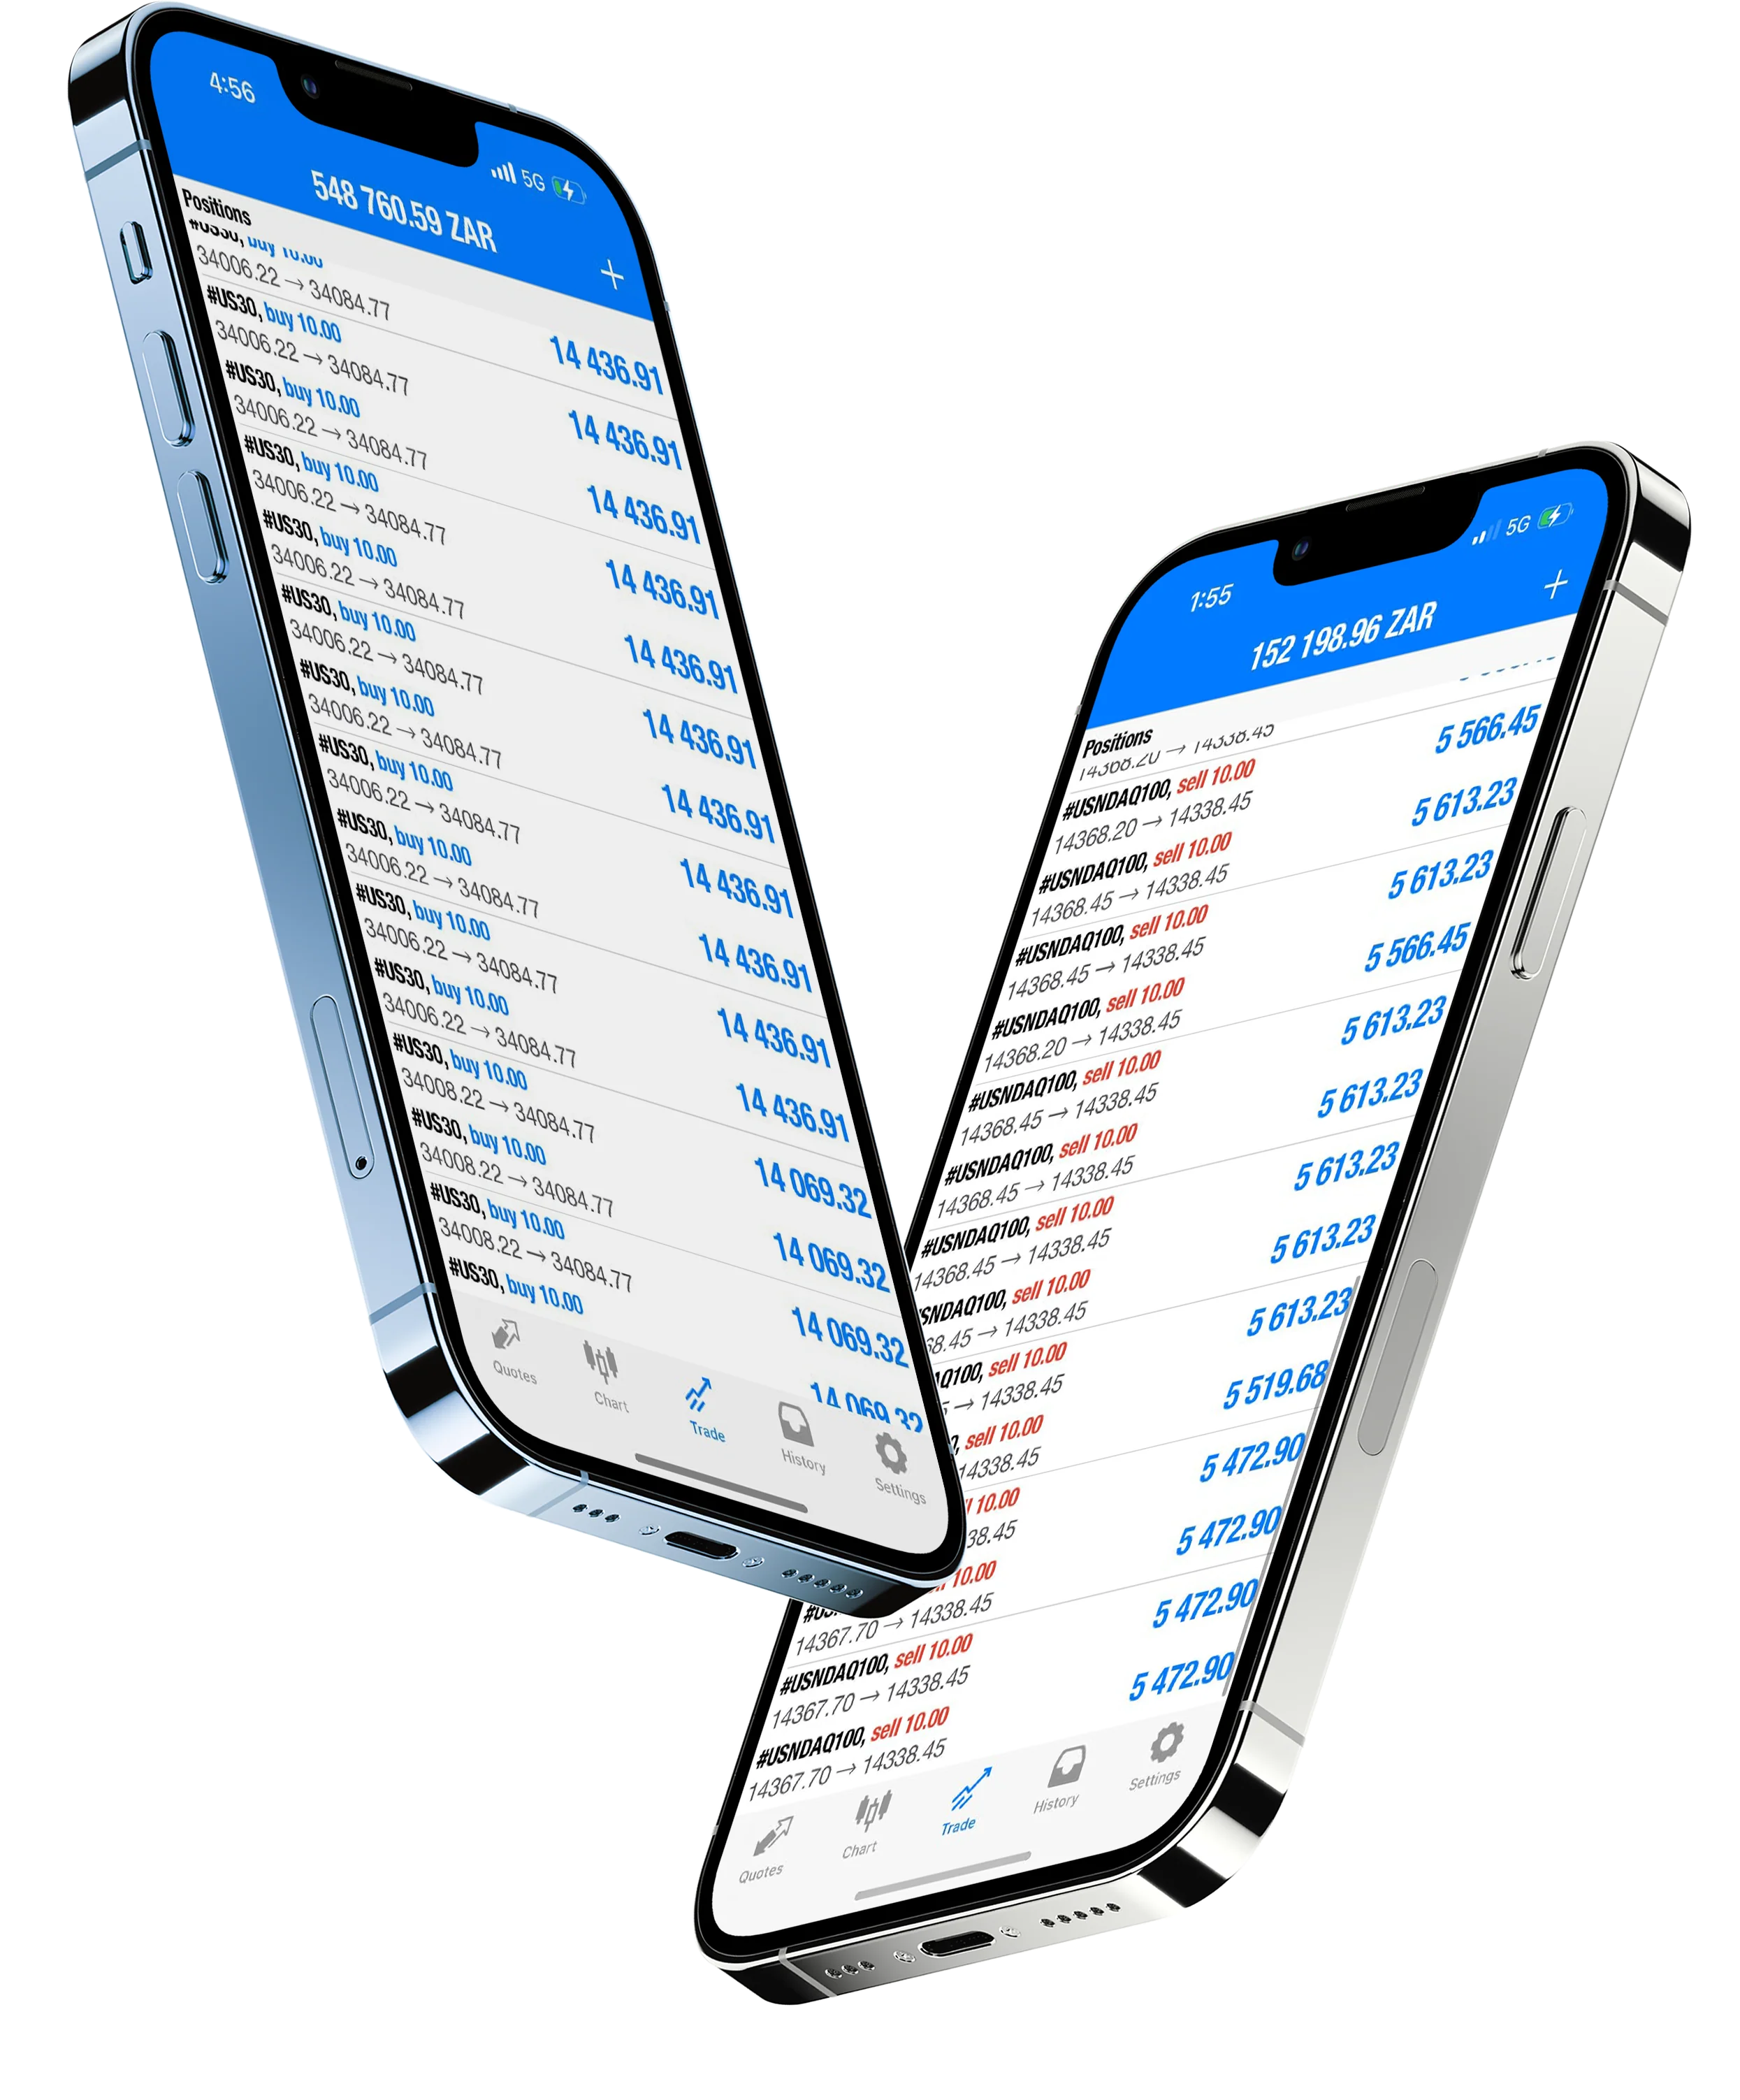 4:56
5G
548 760.59 ZAR
Positions
#US30, buy 10.00
34006.22 → 34084.77
14 436.91
#US30, buy 10.00
34006.22 → 34084.77
14 436.91
#US30, buy 10.00
34006.22 → 34084.77
14 436.91
#US30, buy 10.00
34006.22 → 34084.77
14 436.91
#US30, buy 10.00
34006.22 → 34084.77
14 436.91
#US30, buy 10.00
34006.22 → 34084.77
14 436.91
#US30, buy 10.00
34006.22 → 34084.77
14 436.91
#US30, buy 10.00
34006.22 → 34084.77
14 436.91
#US30, buy 10.00
34006.22 → 34084.77
14 436.91
#US30, buy 10.00
34006.22 → 34084.77
14 436.91
#US30, buy 10.00
34006.22 → 34084.77
14 436.91
#US30, buy 10.00
34008.22 → 34084.77
14 069.32
#US30, buy 10.00
34008.22 → 34084.77
14 069.32
#US30, buy 10.00
34008.22 → 34084.77
14 069.32
#US30, buy 10.00
14 069.32
Quotes
Chart
Trade
History
Settings
1:55
5G
152 198.96 ZAR
Positions
14368.20 → 14338.45
5 566.45
#USNDAQ100, sell 10.00
14368.20 → 14338.45
5 613.23
#USNDAQ100, sell 10.00
14368.45 → 14338.45
5 613.23
#USNDAQ100, sell 10.00
14368.45 → 14338.45
5 566.45
#USNDAQ100, sell 10.00
14368.20 → 14338.45
5 613.23
#USNDAQ100, sell 10.00
14368.45 → 14338.45
5 613.23
#USNDAQ100, sell 10.00
14368.45 → 14338.45
5 613.23
#USNDAQ100, sell 10.00
14368.45 → 14338.45
5 613.23
SNDAQ100, sell 10.00
68.45 → 14338.45
5 613.23
Q100, sell 10.00
→ 14338.45
5 519.68
sell 10.00
14338.45
5 472.90
10.00
38.45
5 472.90
10.00
14367.70 → 14338.45
5 472.90
#USNDAQ100, sell 10.00
14367.70 → 14338.45
5 472.90
#USNDAQ100, sell 10.00
14367.70 → 14338.45
Quotes
Chart
Trade
History
Settings